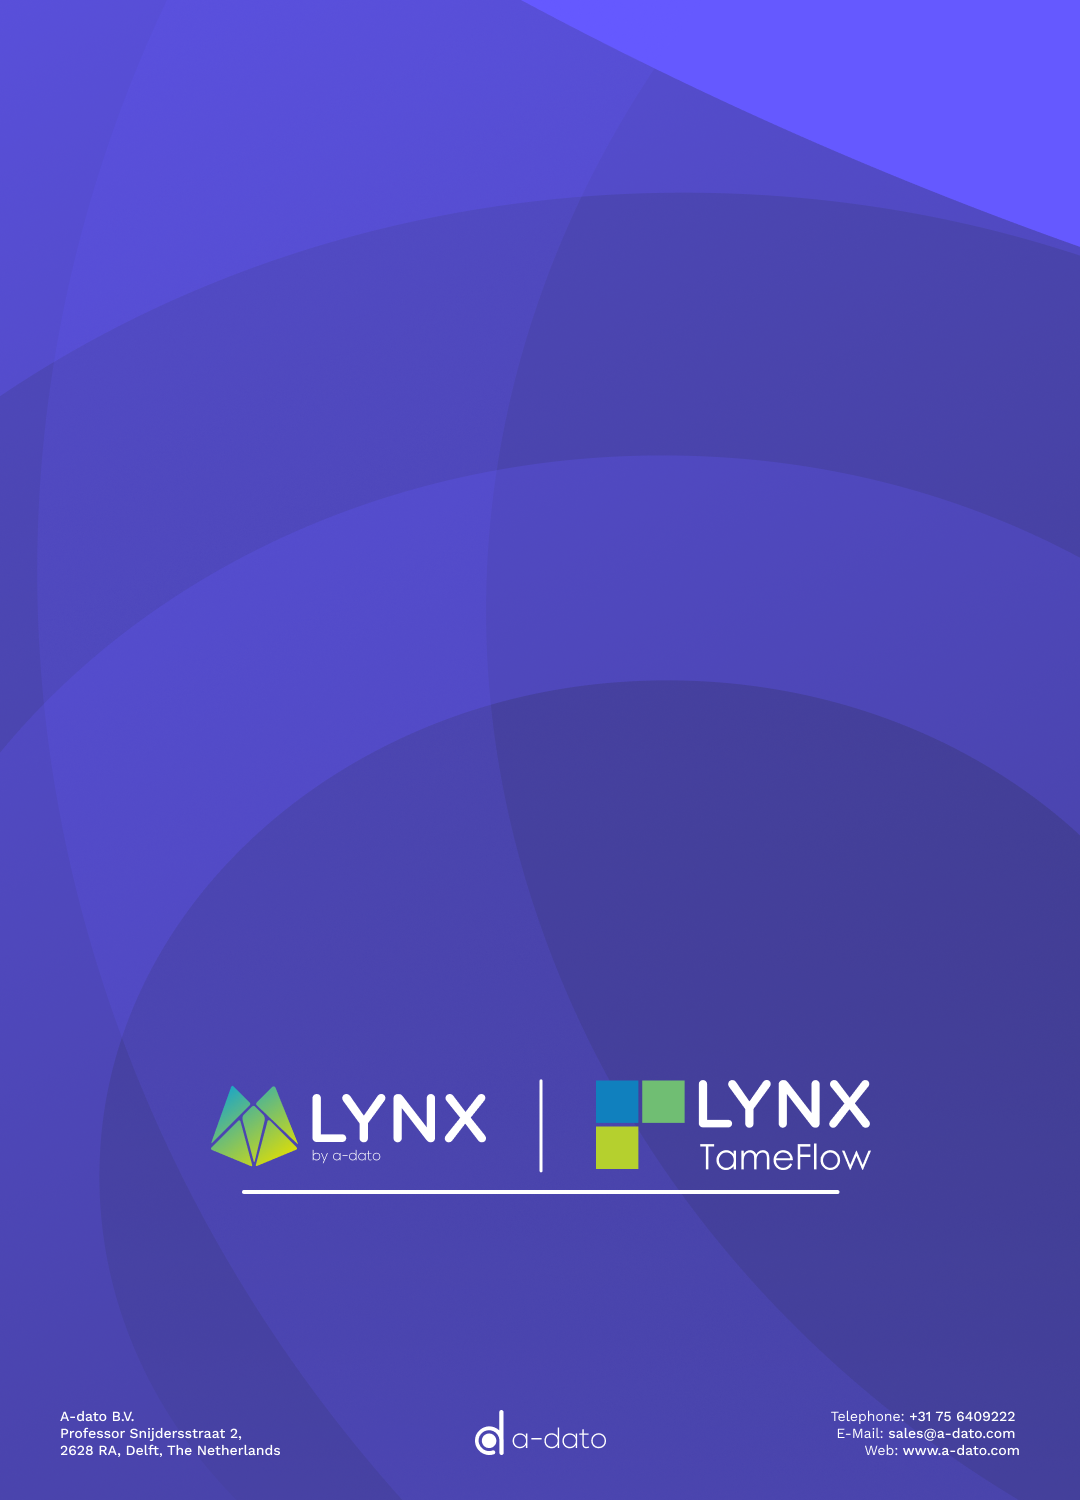 LYNX
by a-dato
LYNX
TameFlow
A-dato B.V.
Professor Snijdersstraat 2,
2628 RA, Delft, The Netherlands
a-dato
Telephone: +31 75 6409222
E-Mail: sales@a-dato.com
Web: www.a-dato.com